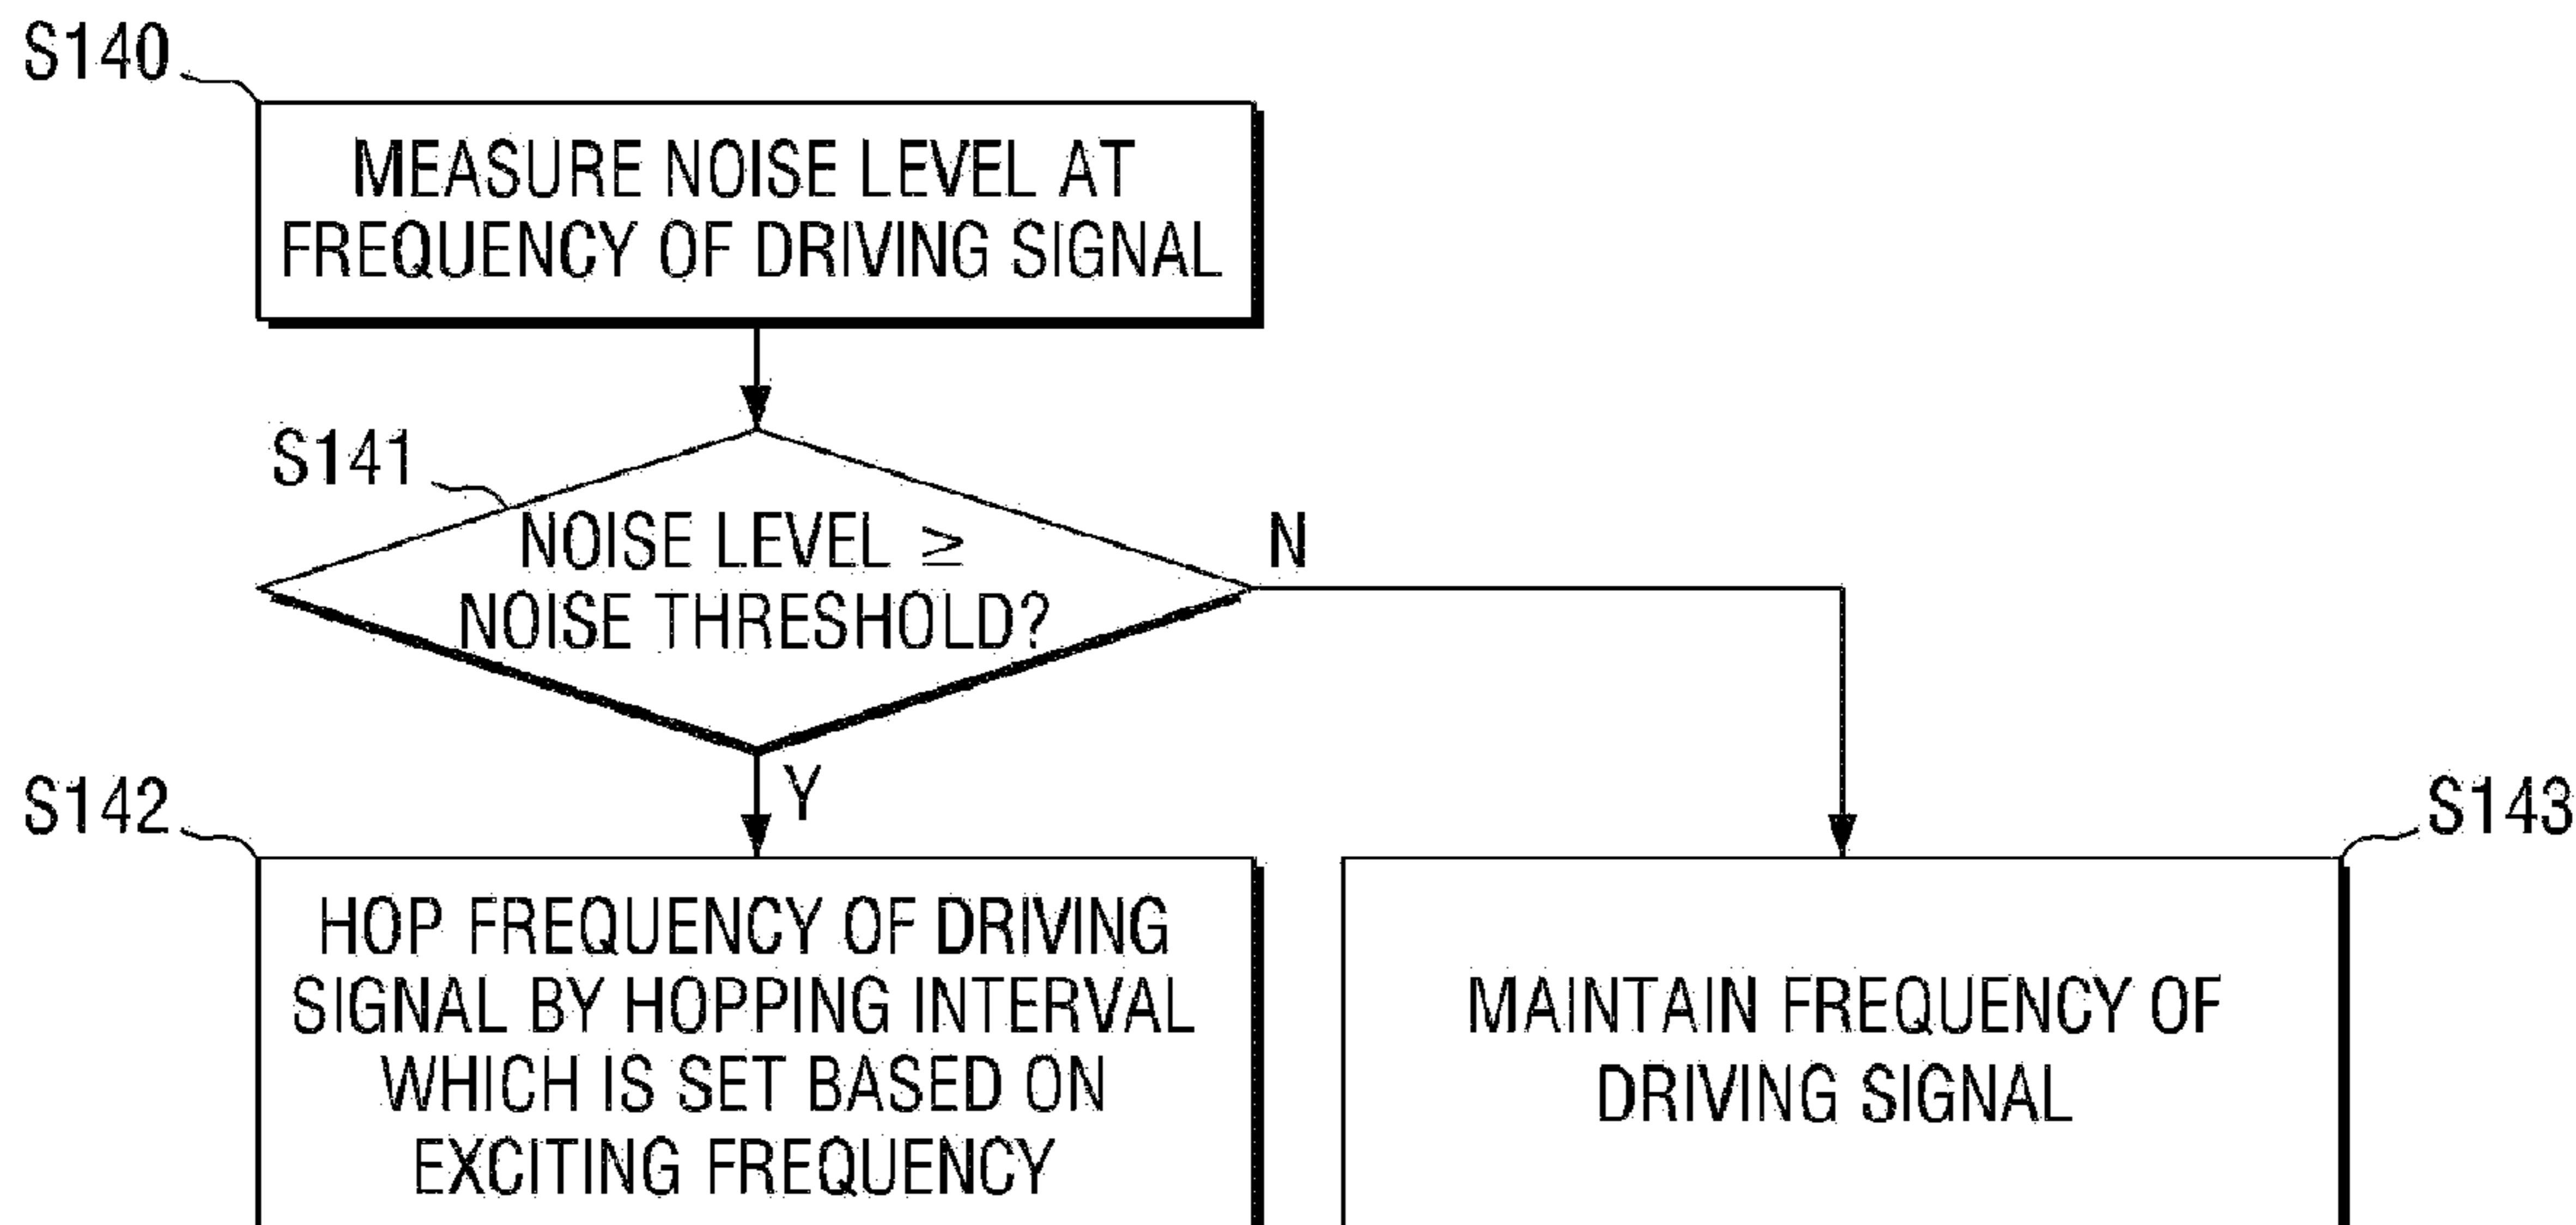 S140
MEASURE NOISE LEVEL AT
FREQUENCY OF DRIVING SIGNAL
S141
NOISE LEVEL ≥
NOISE THRESHOLD?
N
Y
S142
HOP FREQUENCY OF DRIVING
SIGNAL BY HOPPING INTERVAL
WHICH IS SET BASED ON
EXCITING FREQUENCY
S143
MAINTAIN FREQUENCY OF
DRIVING SIGNAL